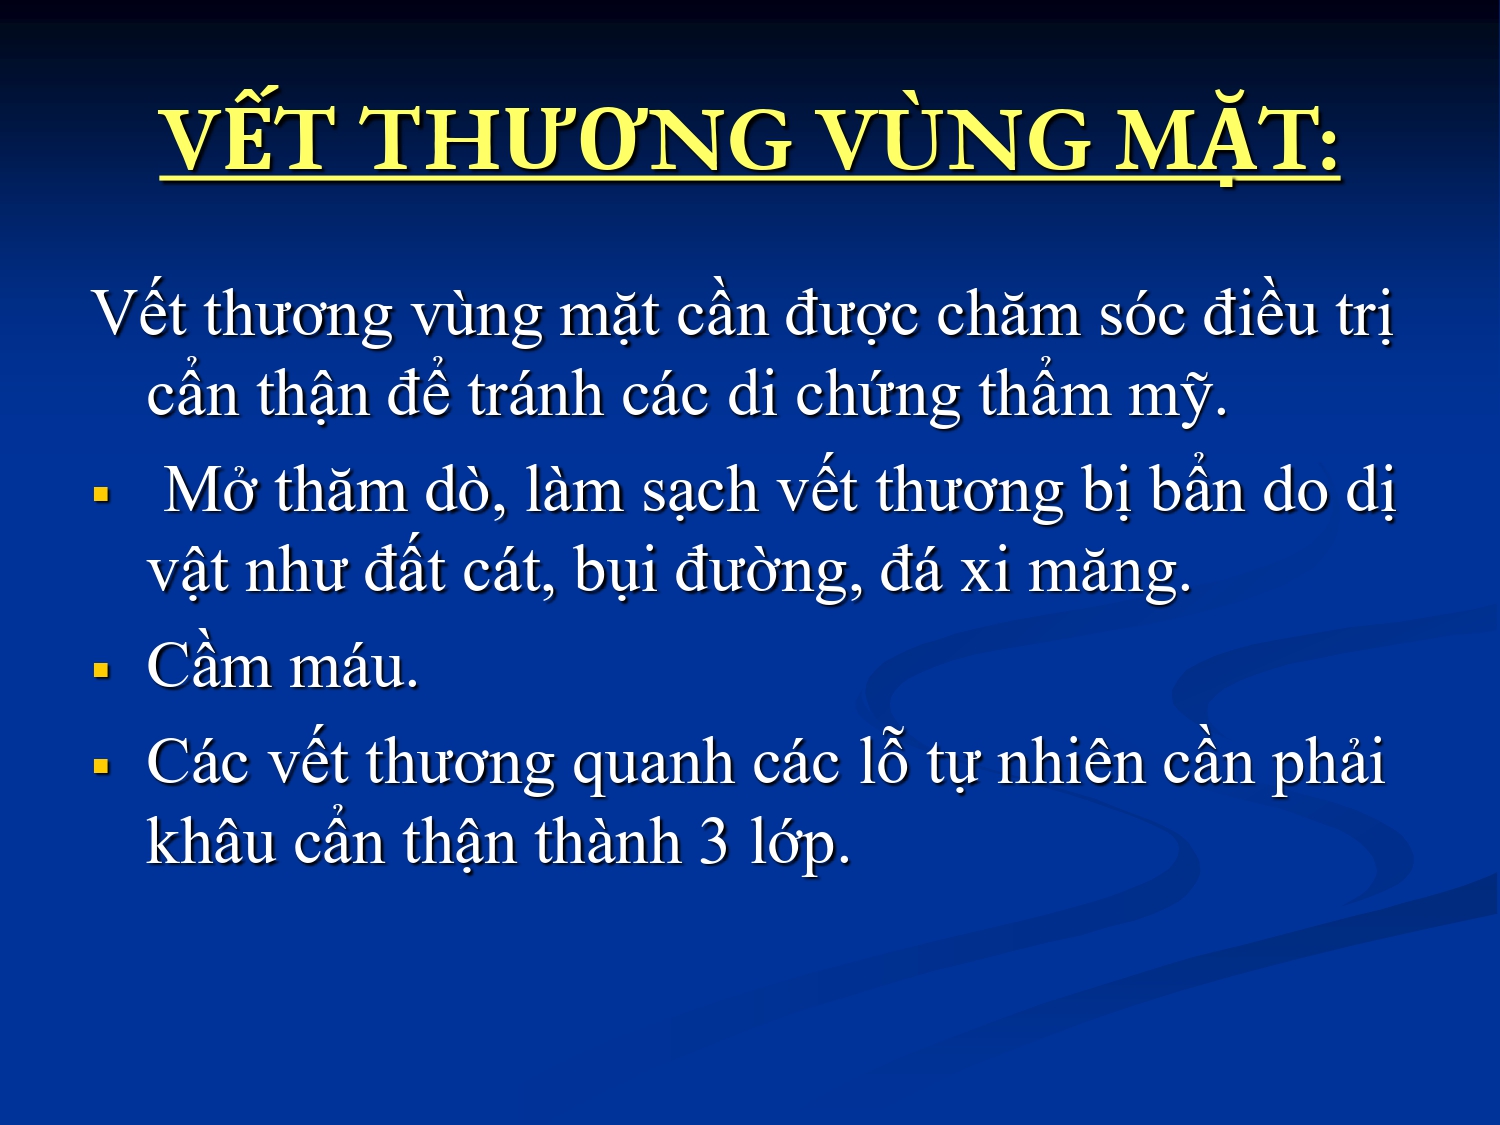 VẾT THƯƠNG VÙNG MẶT:
Vết thương vùng mặt cần được chăm sóc điều trị
cẩn thận để tránh các di chứng thẩm mỹ.
▪ Mở thăm dò, làm sạch vết thương bị bẩn do dị
vật như đất cát, bụi đường, đá xi măng.
▪ Cầm máu.
▪ Các vết thương quanh các lỗ tự nhiên cần phải
khâu cẩn thận thành 3 lớp.